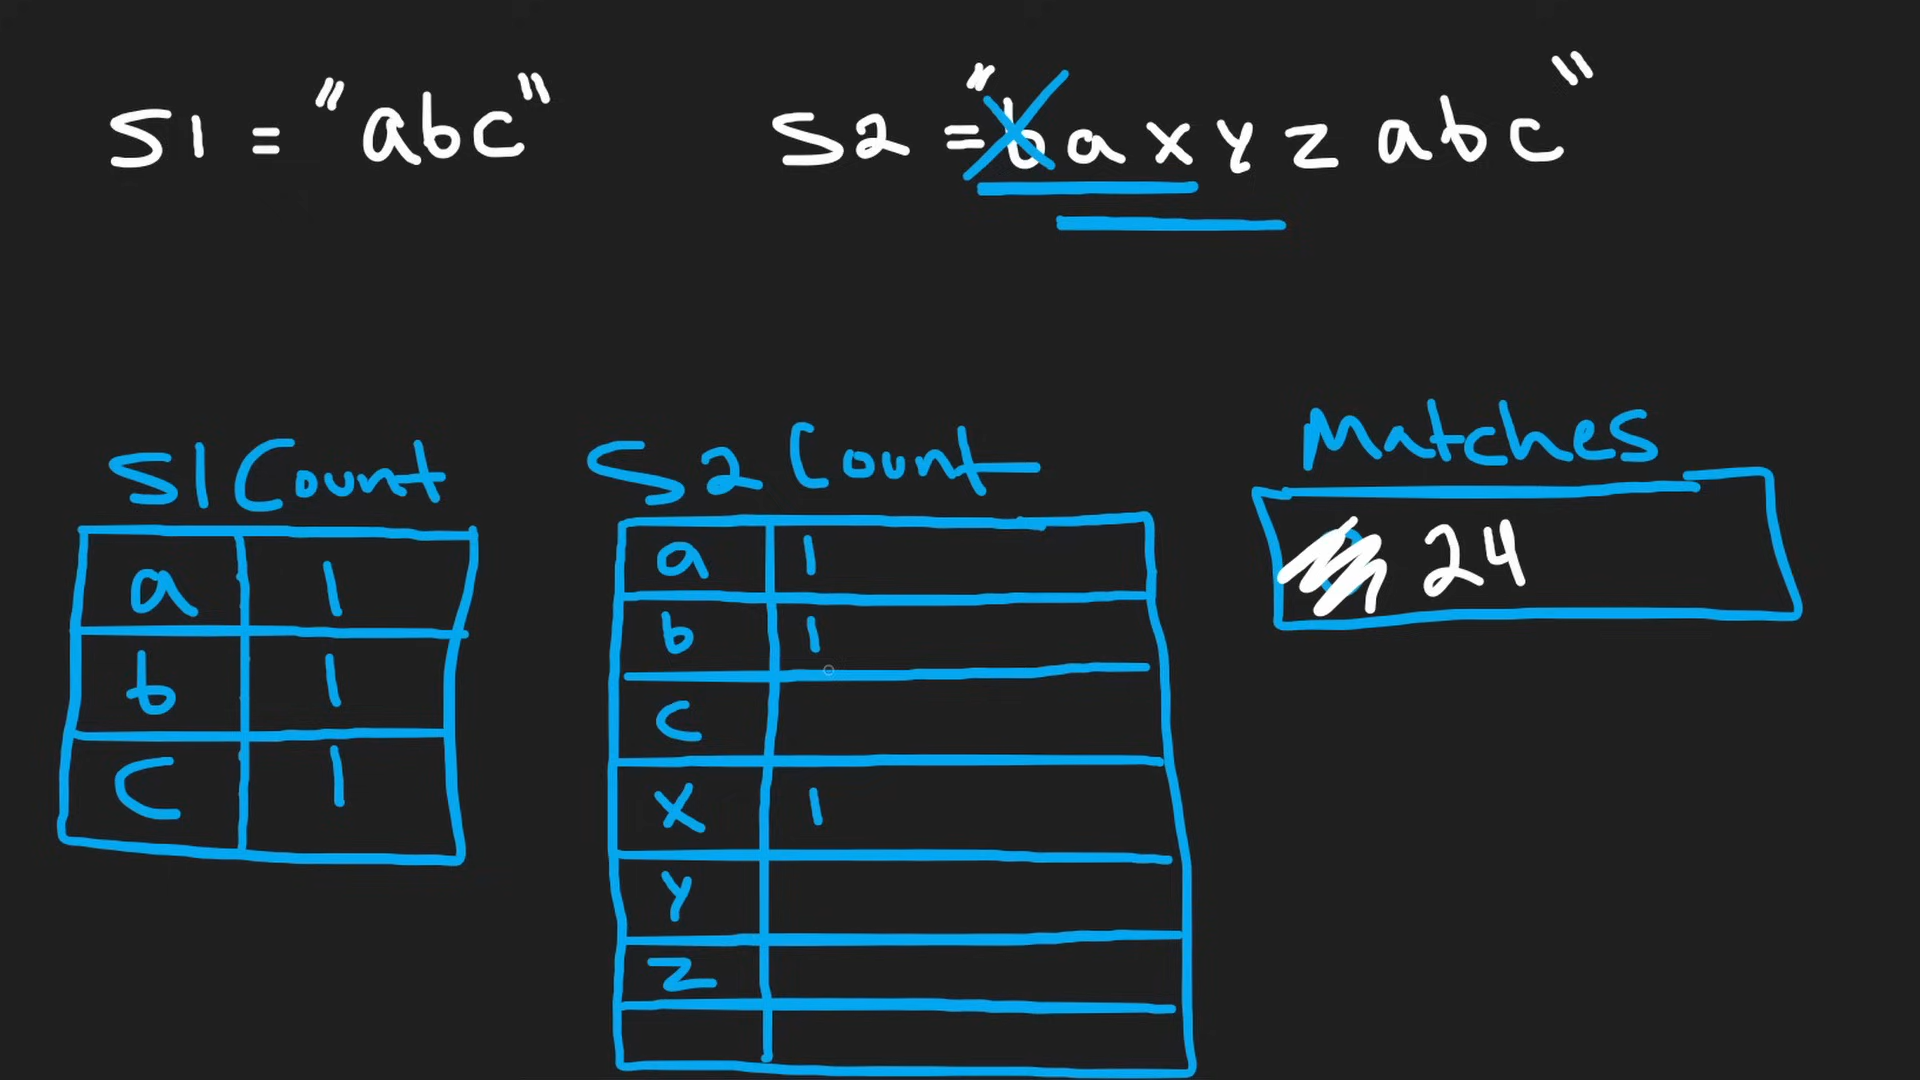 S1 = "abc"
S2 = "baxyzabc"
S1 Count
a 1
b 1
c 1
S2 Count
a 1
b 1
c
x 1
y
z
Matches
24